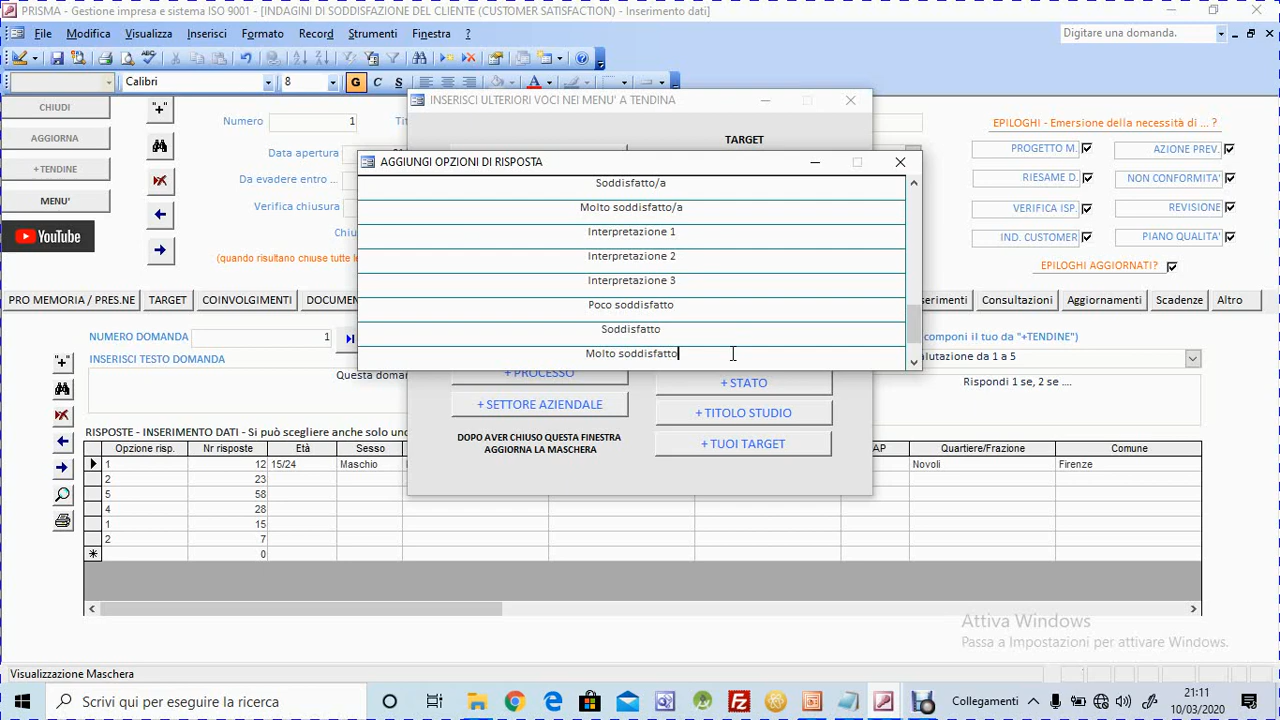 PRISMA - Gestione impresa e sistema ISO 9001 - [INDAGINI DI SODDISFAZIONE DEL CLIENTE (CUSTOMER SATISFACTION) - Inserimento dati]
File Modifica Visualizza Inserisci Formato Record Strumenti Finestra ?
Digitare una domanda.
Calibri 8 G C S
CHIUDI
AGGIORNA
+TENDINE
MENU'
YouTube
Numero 1
Data apertura
Da evadere entro ...
Verifica chiusura
(quando risultano chiuse tutte le
INSERISCI ULTERIORI VOCI NEI MENU' A TENDINA
TARGET
AGGIUNGI OPZIONI DI RISPOSTA
Soddisfatto/a
Molto soddisfatto/a
Interpretazione 1
Interpretazione 2
Interpretazione 3
Poco soddisfatto
Soddisfatto
Molto soddisfatto
+ PROCESSO
+ STATO
+ SETTORE AZIENDALE
+ TITOLO STUDIO
DOPO AVER CHIUSO QUESTA FINESTRA
AGGIORNA LA MASCHERA
+ TUOI TARGET
EPILOGHI - Emersione della necessità di ... ?
PROGETTO M. AZIONE PREV.
RIESAME D. NON CONFORMITA'
VERIFICA ISP. REVISIONE
IND. CUSTOMER PIANO QUALITA'
EPILOGHI AGGIORNATI?
PRO MEMORIA / PRES.NE TARGET COINVOLGIMENTI
Consultazioni Aggiornamenti Scadenze Altro
NUMERO DOMANDA 1
componi il tuo da "+TENDINE)
INSERISCI TESTO DOMANDA
da 1 a 5
Questa
Rispondi 1 se, 2 se ....
RISPOSTE - INSERIMENTO DATI - Si può scegliere anche solo
Opzione risp. Nr risposte Età Sesso Quartiere/Frazione Comune
1 12 15/24 Maschio Novoli Firenze
2 23
5 58
4 28
1 15
2 7
0
Attiva Windows
Passa a Impostazioni per attivare Windows.
Visualizzazione Maschera
Scrivi qui per eseguire la ricerca
Collegamenti
21:11
10/03/2020